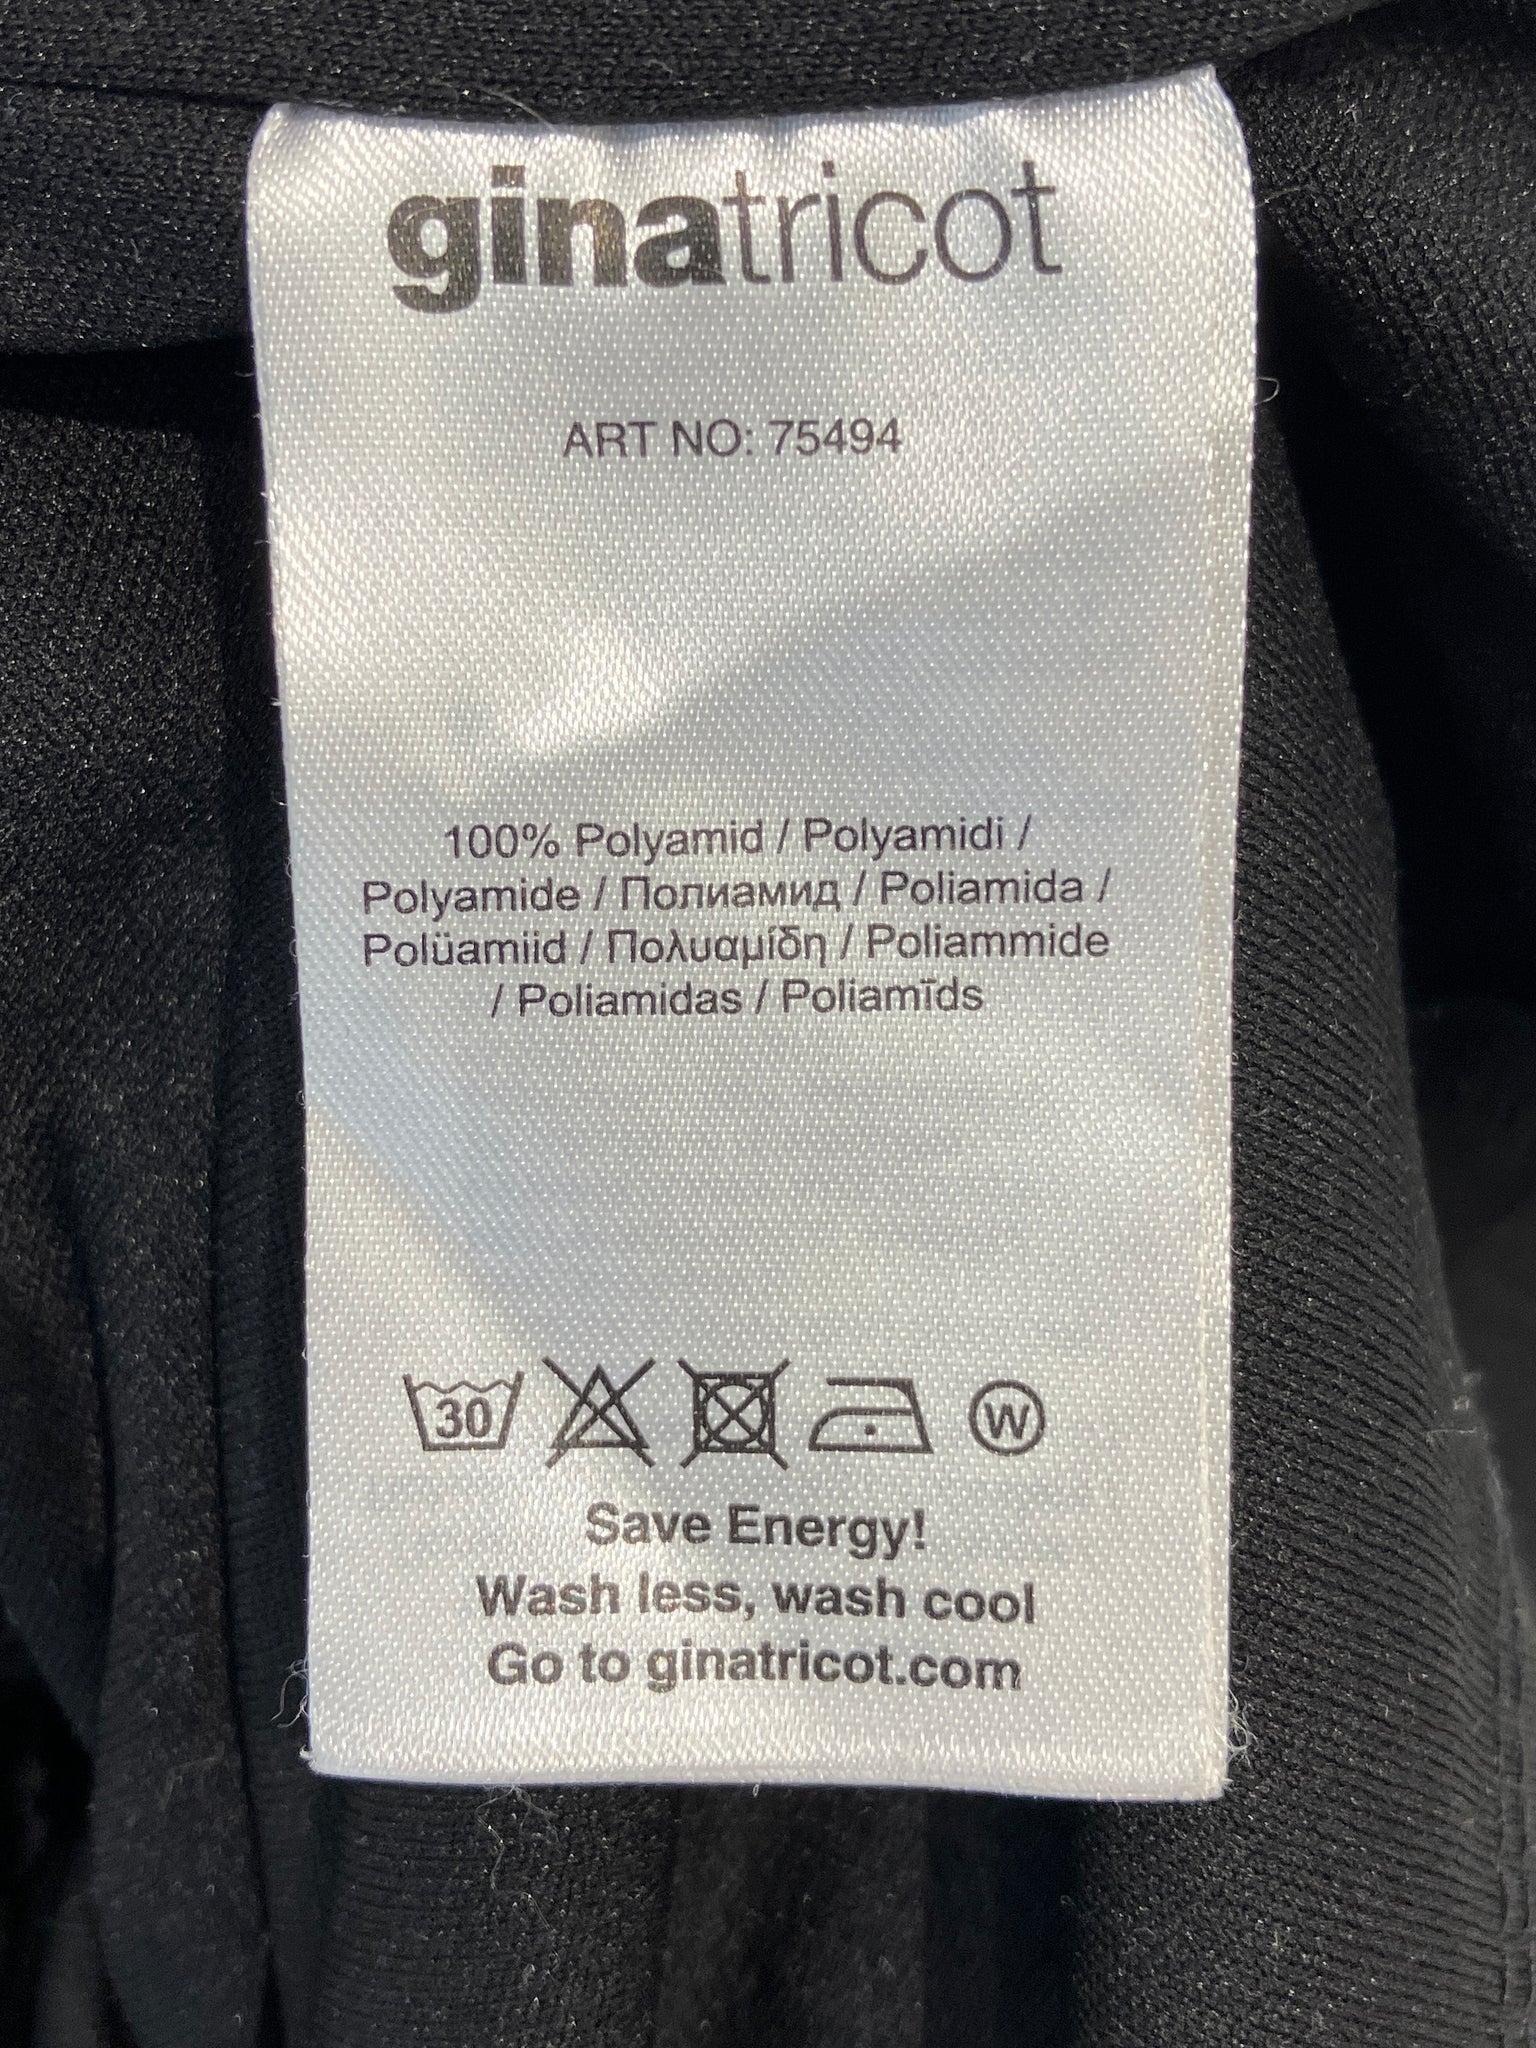 ginatricot
ART NO: 75494
100% Polyamid / Polyamidi /
Polyamide / Полиамид / Poliamida /
Polüamiid / Πολυαμίδη / Poliammide
/ Poliamidas / Poliamīds
30 W
Save Energy!
Wash less, wash cool
Go to ginatricot.com